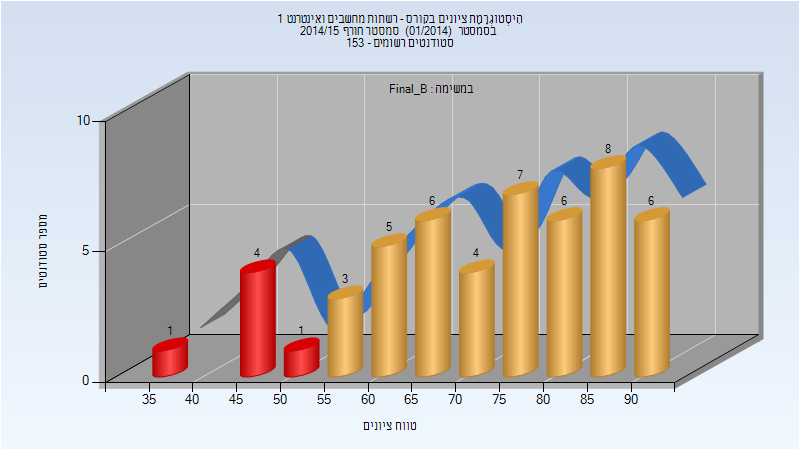 היסטוגרמת ציונים בקורס - רשתות מחשבים ואינטרנט 1
בסמסטר (01/2014) סמסטר חורף 2014/15
סטודנטים רשומים - 153
במשימה : Final_B
מספר סטודנטים
10
5
0
1
4
1
3
5
6
4
7
6
8
6
35 40 45 50 55 60 65 70 75 80 85 90
טווח ציונים